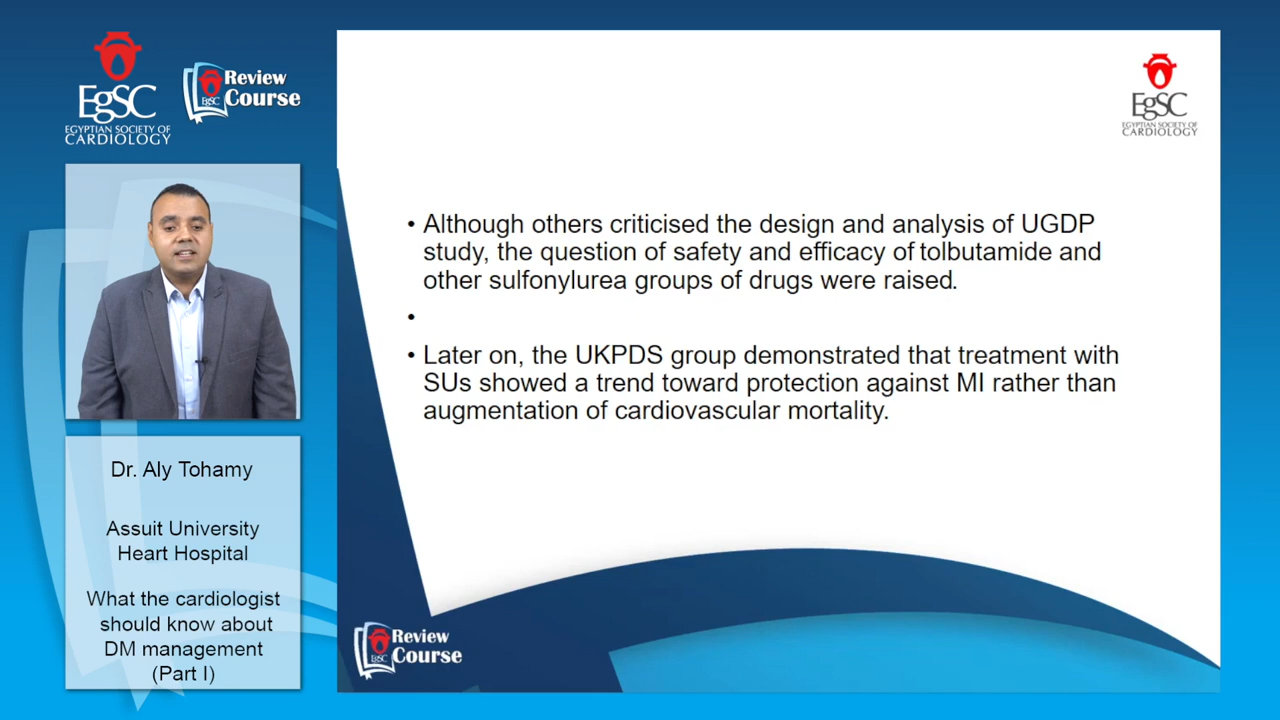 EgSC
EGYPTIAN SOCIETY OF
CARDIOLOGY
EgSC
Review
Course
Dr. Aly Tohamy
Assuit University
Heart Hospital
What the cardiologist
should know about
DM management
(Part I)
EgSC
EGYPTIAN SOCIETY OF
CARDIOLOGY
• Although others criticised the design and analysis of UGDP
study, the question of safety and efficacy of tolbutamide and
other sulfonylurea groups of drugs were raised.
•
• Later on, the UKPDS group demonstrated that treatment with
SUs showed a trend toward protection against MI rather than
augmentation of cardiovascular mortality.
EgSC
Review
Course